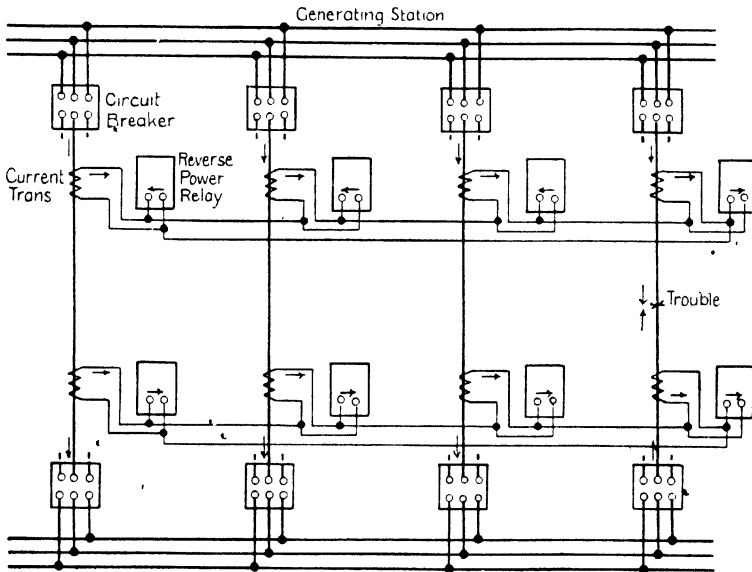 Generating Station
Circuit
Breaker
Current
Trans
Reverse
Power
Relay
Trouble